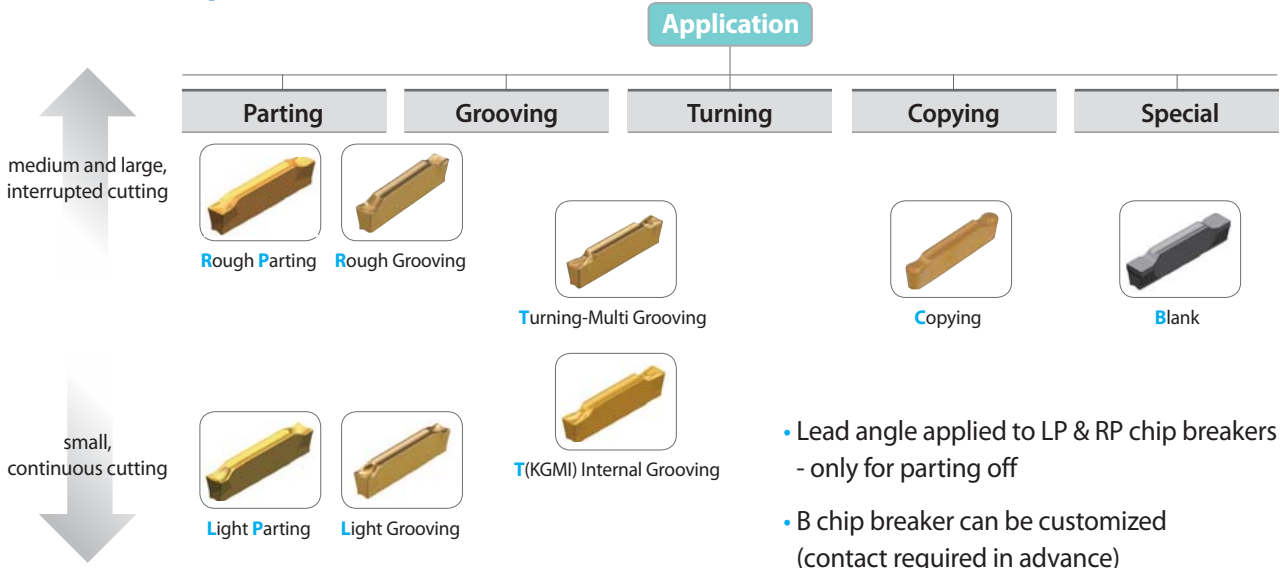 Application
Parting
Grooving
Turning
Copying
Special
medium and large,
interrupted cutting
Rough Parting
Rough Grooving
Turning-Multi Grooving
Copying
Blank
small,
continuous cutting
Light Parting
Light Grooving
T(KGMI) Internal Grooving
• Lead angle applied to LP & RP chip breakers
- only for parting off
• B chip breaker can be customized
(contact required in advance)